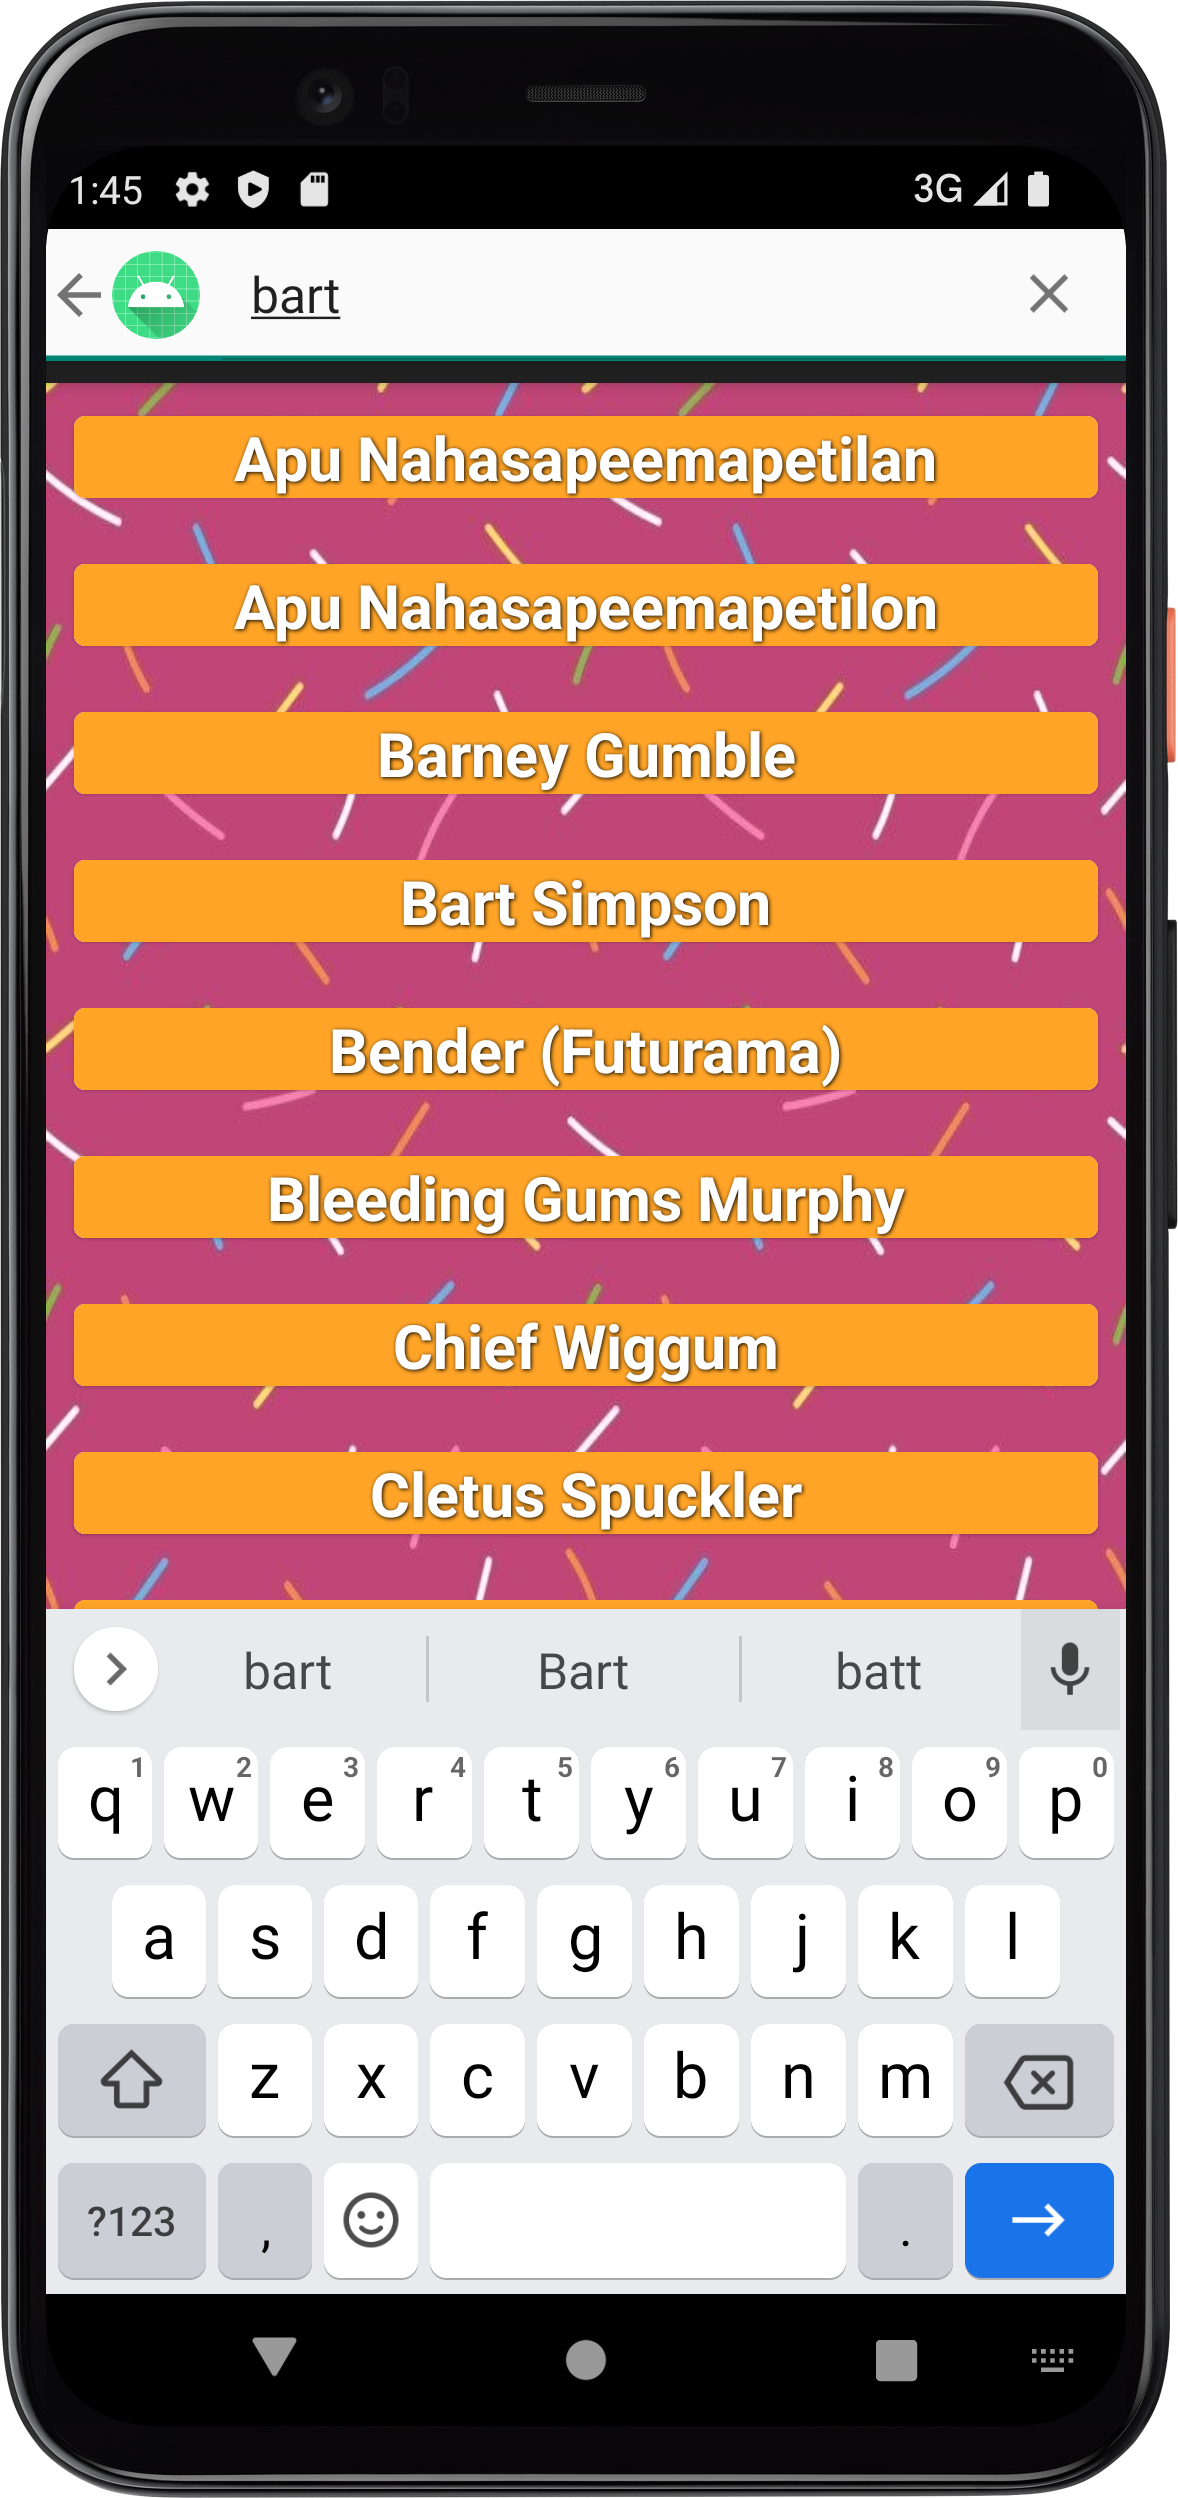 1:45 3G
bart
Apu Nahasapeemapetilan
Apu Nahasapeemapetilon
Barney Gumble
Bart Simpson
Bender (Futurama)
Bleeding Gums Murphy
Chief Wiggum
Cletus Spuckler
bart Bart batt
1 2 3 4 5 6 7 8 9 0
q w e r t y u i o p
a s d f g h j k l
z x c v b n m
?123 , .